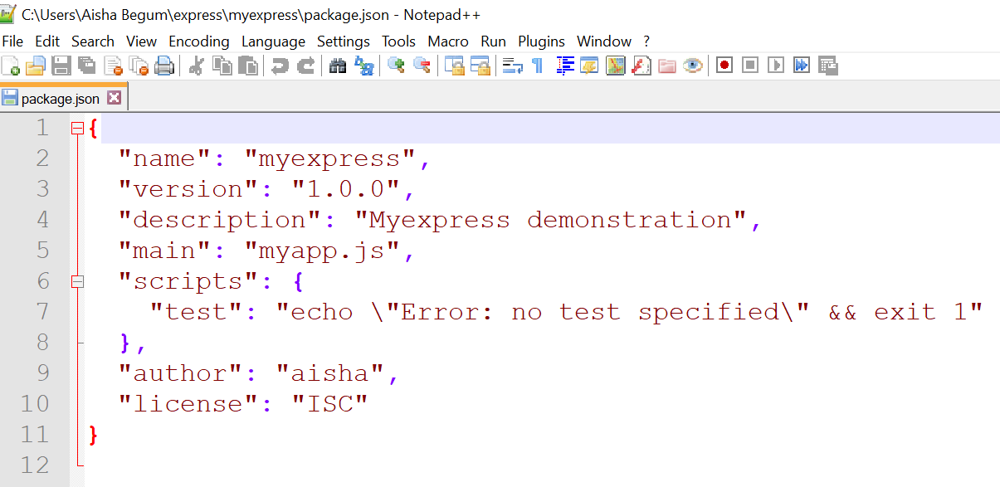 C:\Users\Aisha Begum\express\myexpress\package.json - Notepad++
File Edit Search View Encoding Language Settings Tools Macro Run Plugins Window ?
package.json
1 {
2 "name": "myexpress",
3 "version": "1.0.0",
4 "description": "Myexpress demonstration",
5 "main": "myapp.js",
6 "scripts": {
7 "test": "echo \"Error: no test specified\" && exit 1"
8 },
9 "author": "aisha",
10 "license": "ISC"
11 }
12